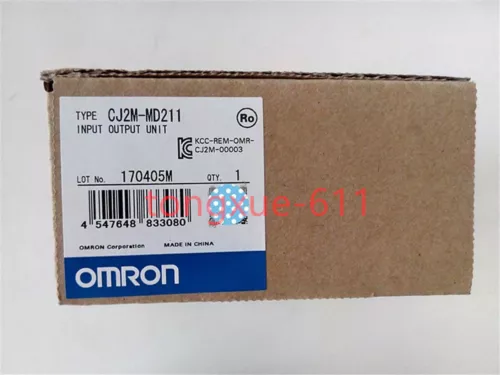 TYPE CJ2M-MD211
INPUT OUTPUT UNIT
Ro
KCC-REM-OMR-
CJ2M-00003
LOT No. 170405M QTY. 1
tongxue-611
4 547648 833080
OMRON Corporation MADE IN CHINA
OMRON